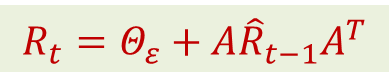 R_t = Θ_ε + A R̂_{t−1} A^T